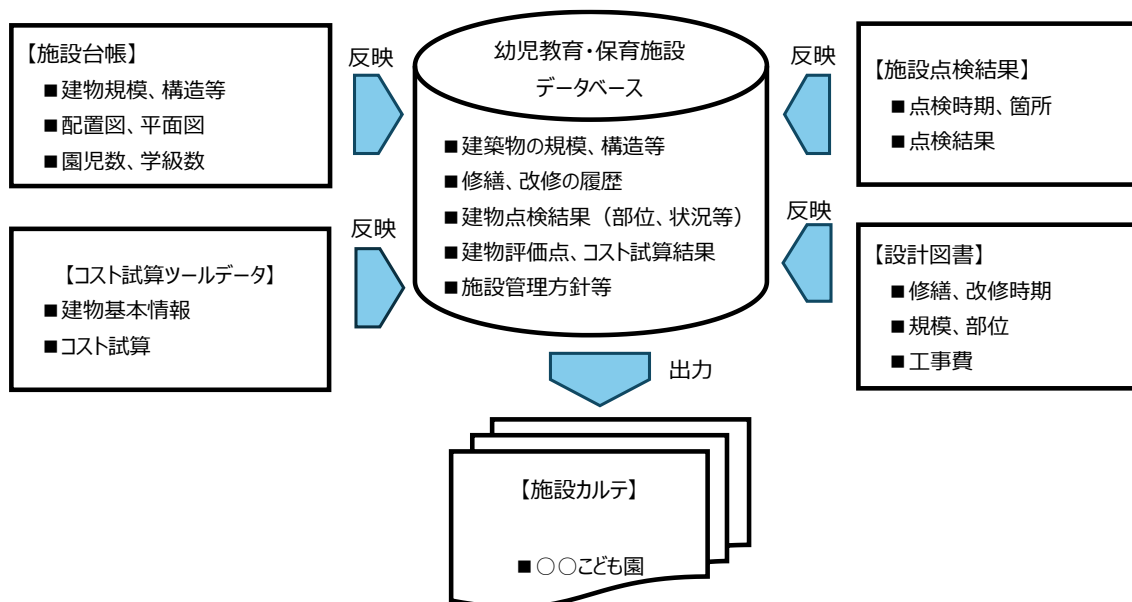 【施設台帳】
■建物規模、構造等
■配置図、平面図
■園児数、学級数
反映
【コスト試算ツールデータ】
■建物基本情報
■コスト試算
反映
幼児教育・保育施設
データベース
■建築物の規模、構造等
■修繕、改修の履歴
■建物点検結果（部位、状況等）
■建物評価点、コスト試算結果
■施設管理方針等
反映
【施設点検結果】
■点検時期、箇所
■点検結果
反映
【設計図書】
■修繕、改修時期
■規模、部位
■工事費
出力
【施設カルテ】
■○○こども園